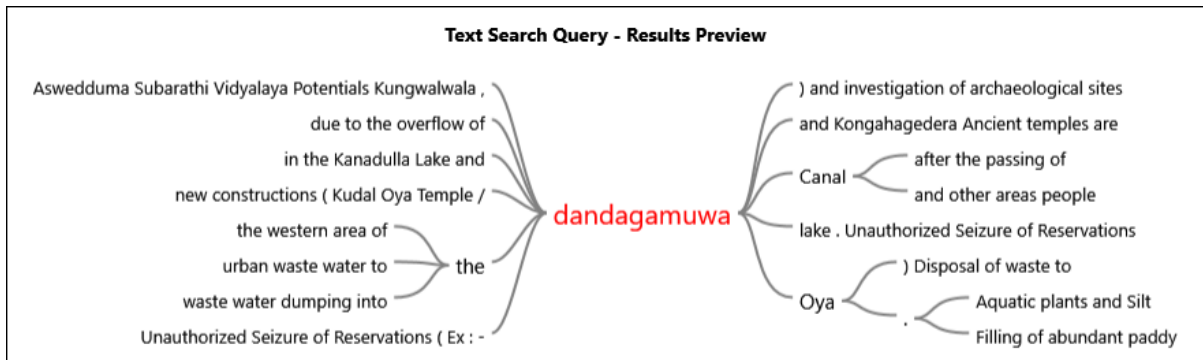 Text Search Query - Results Preview
Aswedduma Subarathi Vidyalaya Potentials Kungwalwala ,
due to the overflow of
in the Kanadulla Lake and
new constructions ( Kudal Oya Temple /
the western area of
urban waste water to
waste water dumping into
the
Unauthorized Seizure of Reservations ( Ex : -
dandagamuwa
) and investigation of archaeological sites
and Kongahagedera Ancient temples are
Canal
after the passing of
and other areas people
lake . Unauthorized Seizure of Reservations
Oya
) Disposal of waste to
.
Aquatic plants and Silt
Filling of abundant paddy